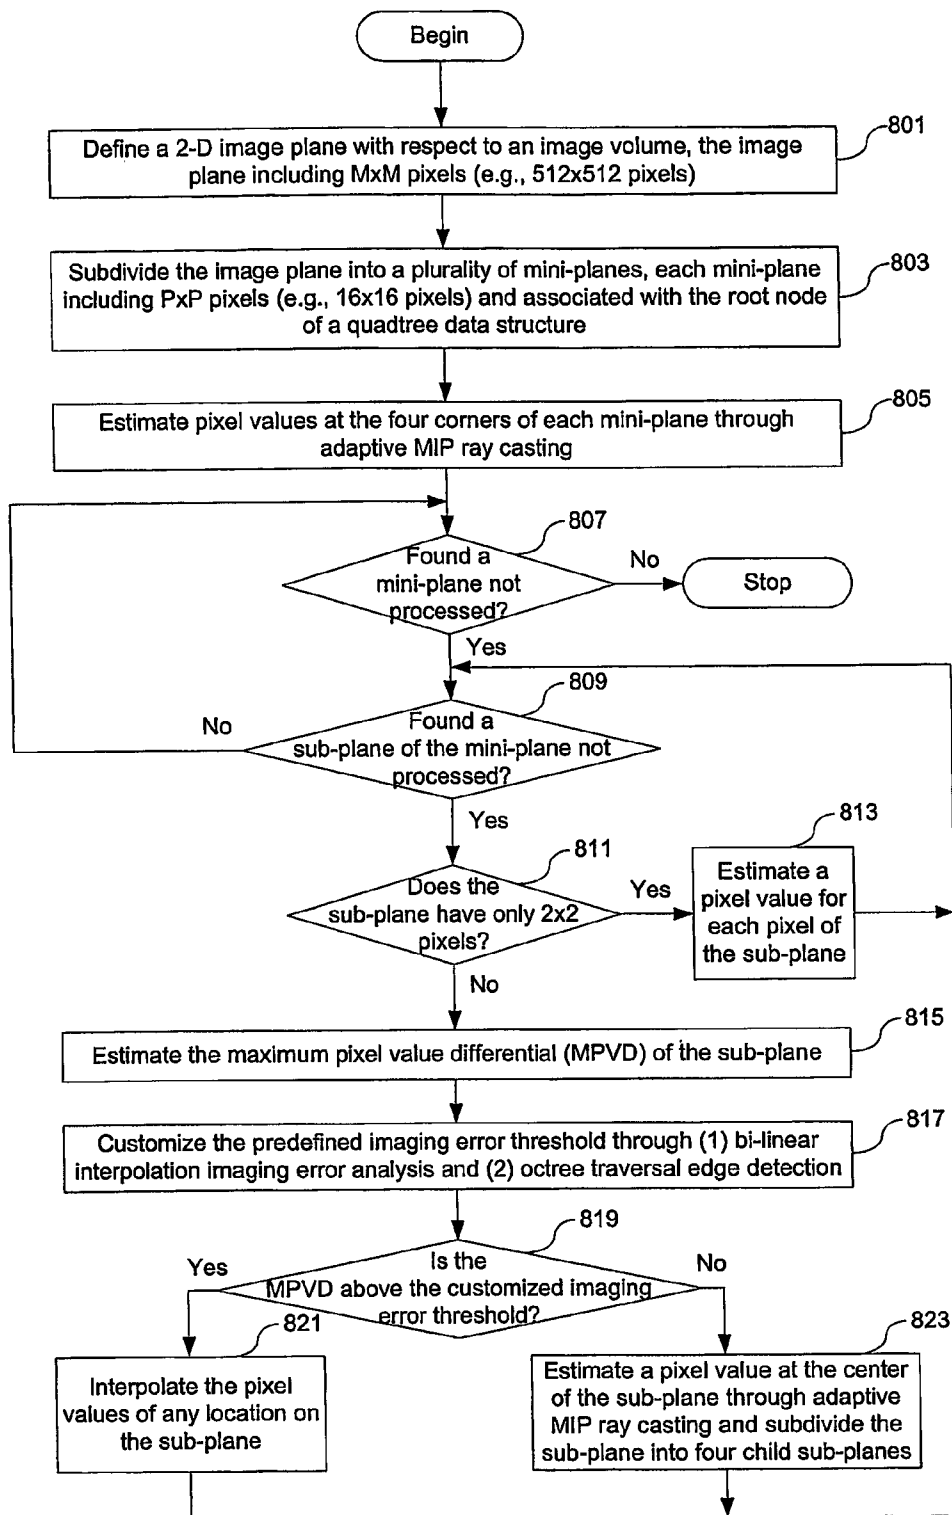 Begin
801
Define a 2-D image plane with respect to an image volume, the image
plane including MxM pixels (e.g., 512x512 pixels)
803
Subdivide the image plane into a plurality of mini-planes, each mini-plane
including PxP pixels (e.g., 16x16 pixels) and associated with the root node
of a quadtree data structure
805
Estimate pixel values at the four corners of each mini-plane through
adaptive MIP ray casting
807
Found a
mini-plane not
processed?
No
Stop
Yes
809
No
Found a
sub-plane of the mini-plane not
processed?
Yes
811
Does the
sub-plane have only 2x2
pixels?
Yes
813
Estimate a
pixel value for
each pixel of
the sub-plane
No
815
Estimate the maximum pixel value differential (MPVD) of the sub-plane
817
Customize the predefined imaging error threshold through (1) bi-linear
interpolation imaging error analysis and (2) octree traversal edge detection
819
Yes
Is the
MPVD above the customized imaging
error threshold?
No
821
Interpolate the pixel
values of any location on
the sub-plane
823
Estimate a pixel value at the center
of the sub-plane through adaptive
MIP ray casting and subdivide the
sub-plane into four child sub-planes